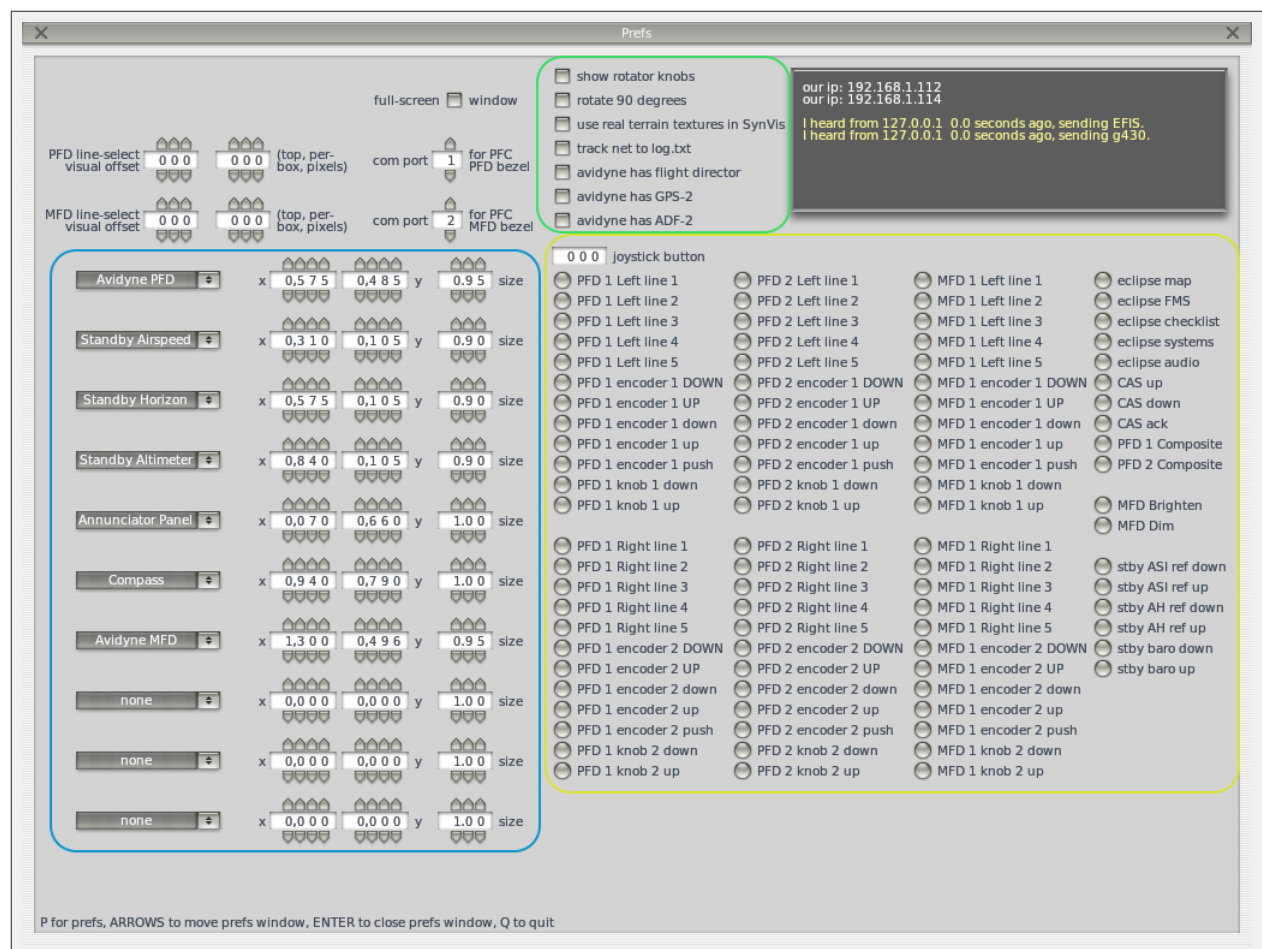 Prefs
full-screen window
PFD line-select
visual offset
0 0 0
0 0 0
(top, per-
box, pixels)
com port
1
for PFC
PFD bezel
MFD line-select
visual offset
0 0 0
0 0 0
(top, per-
box, pixels)
com port
2
for PFC
MFD bezel
show rotator knobs
rotate 90 degrees
use real terrain textures in SynVis
track net to log.txt
avidyne has flight director
avidyne has GPS-2
avidyne has ADF-2
our ip: 192.168.1.112
our ip: 192.168.1.114
I heard from 127.0.0.1 0.0 seconds ago, sending EFIS.
I heard from 127.0.0.1 0.0 seconds ago, sending g430.
Avidyne PFD x 0,5 7 5 0,4 8 5 y 0.9 5 size
Standby Airspeed x 0,3 1 0 0,1 0 5 y 0.9 0 size
Standby Horizon x 0,5 7 5 0,1 0 5 y 0.9 0 size
Standby Altimeter x 0,8 4 0 0,1 0 5 y 0.9 0 size
Annunciator Panel x 0,0 7 0 0,6 6 0 y 1.0 0 size
Compass x 0,9 4 0 0,7 9 0 y 1.0 0 size
Avidyne MFD x 1,3 0 0 0,4 9 6 y 0.9 5 size
none x 0,0 0 0 0,0 0 0 y 1.0 0 size
none x 0,0 0 0 0,0 0 0 y 1.0 0 size
none x 0,0 0 0 0,0 0 0 y 1.0 0 size
0 0 0 joystick button
PFD 1 Left line 1
PFD 1 Left line 2
PFD 1 Left line 3
PFD 1 Left line 4
PFD 1 Left line 5
PFD 1 encoder 1 DOWN
PFD 1 encoder 1 UP
PFD 1 encoder 1 down
PFD 1 encoder 1 up
PFD 1 encoder 1 push
PFD 1 knob 1 down
PFD 1 knob 1 up
PFD 1 Right line 1
PFD 1 Right line 2
PFD 1 Right line 3
PFD 1 Right line 4
PFD 1 Right line 5
PFD 1 encoder 2 DOWN
PFD 1 encoder 2 UP
PFD 1 encoder 2 down
PFD 1 encoder 2 up
PFD 1 encoder 2 push
PFD 1 knob 2 down
PFD 1 knob 2 up
PFD 2 Left line 1
PFD 2 Left line 2
PFD 2 Left line 3
PFD 2 Left line 4
PFD 2 Left line 5
PFD 2 encoder 1 DOWN
PFD 2 encoder 1 UP
PFD 2 encoder 1 down
PFD 2 encoder 1 up
PFD 2 encoder 1 push
PFD 2 knob 1 down
PFD 2 knob 1 up
PFD 2 Right line 1
PFD 2 Right line 2
PFD 2 Right line 3
PFD 2 Right line 4
PFD 2 Right line 5
PFD 2 encoder 2 DOWN
PFD 2 encoder 2 UP
PFD 2 encoder 2 down
PFD 2 encoder 2 up
PFD 2 encoder 2 push
PFD 2 knob 2 down
PFD 2 knob 2 up
MFD 1 Left line 1
MFD 1 Left line 2
MFD 1 Left line 3
MFD 1 Left line 4
MFD 1 Left line 5
MFD 1 encoder 1 DOWN
MFD 1 encoder 1 UP
MFD 1 encoder 1 down
MFD 1 encoder 1 up
MFD 1 encoder 1 push
MFD 1 knob 1 down
MFD 1 knob 1 up
MFD 1 Right line 1
MFD 1 Right line 2
MFD 1 Right line 3
MFD 1 Right line 4
MFD 1 Right line 5
MFD 1 encoder 2 DOWN
MFD 1 encoder 2 UP
MFD 1 encoder 2 down
MFD 1 encoder 2 up
MFD 1 encoder 2 push
MFD 1 knob 2 down
MFD 1 knob 2 up
eclipse map
eclipse FMS
eclipse checklist
eclipse systems
eclipse audio
CAS up
CAS down
CAS ack
PFD 1 Composite
PFD 2 Composite
MFD Brighten
MFD Dim
stby ASI ref down
stby ASI ref up
stby AH ref down
stby AH ref up
stby baro down
stby baro up
P for prefs, ARROWS to move prefs window, ENTER to close prefs window, Q to quit